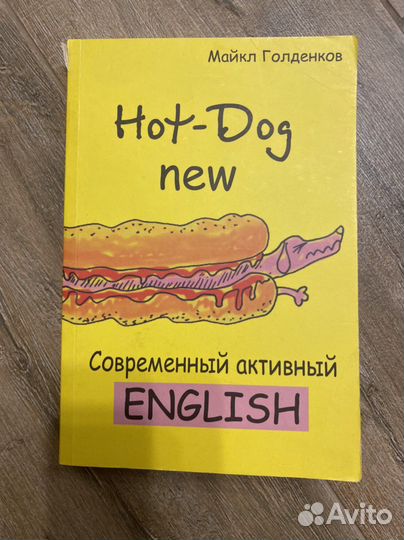 Майкл Голденков
Hot-Dog
new
Современный активный
ENGLISH
Avito